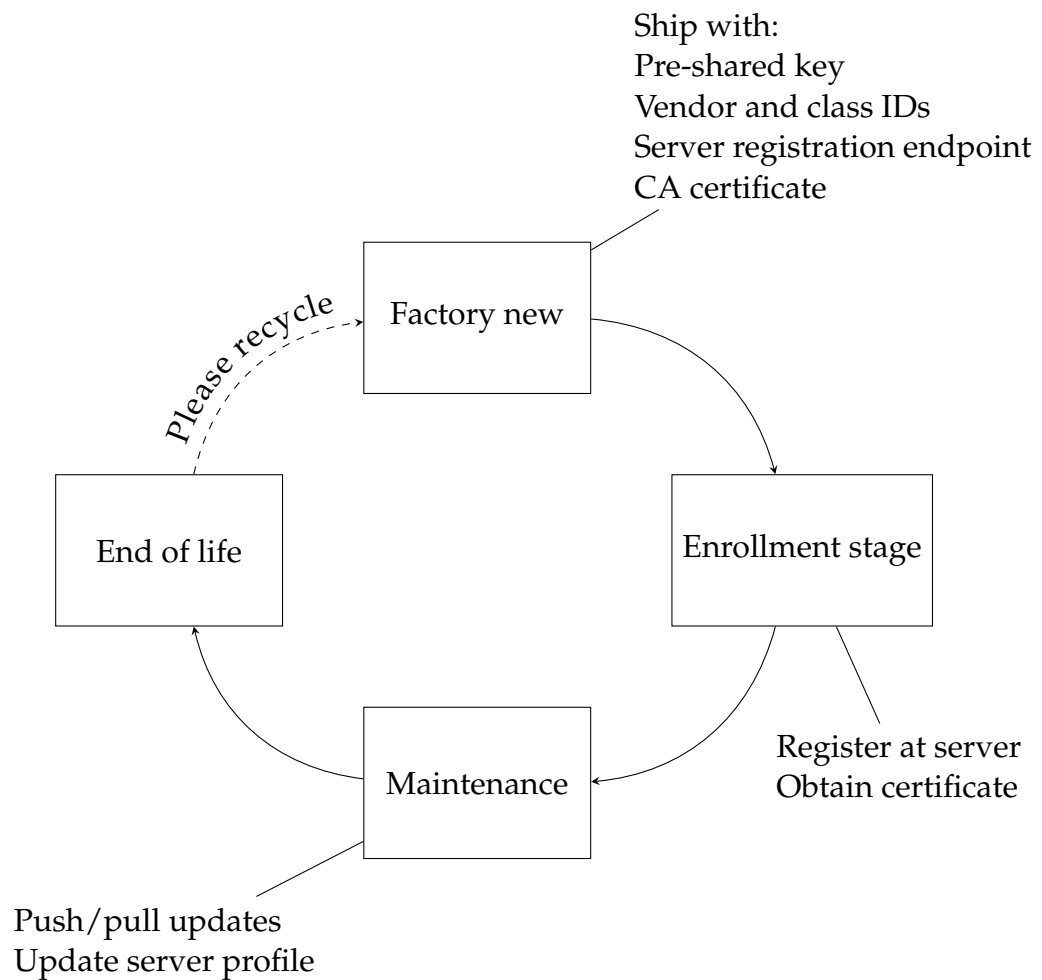 Ship with:
Pre-shared key
Vendor and class IDs
Server registration endpoint
CA certificate
Factory new
Please recycle
End of life
Enrollment stage
Maintenance
Register at server
Obtain certificate
Push/pull updates
Update server profile